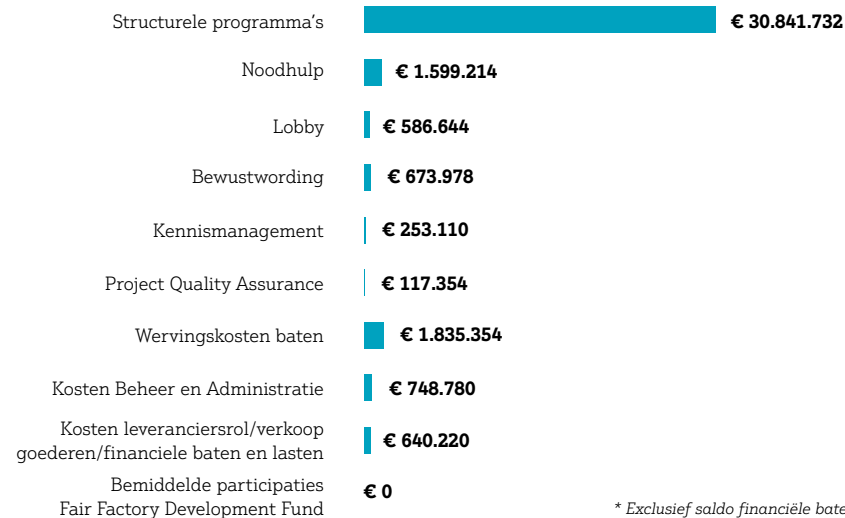 Structurele programma’s € 30.841.732
Noodhulp € 1.599.214
Lobby € 586.644
Bewustwording € 673.978
Kennismanagement € 253.110
Project Quality Assurance € 117.354
Wervingskosten baten € 1.835.354
Kosten Beheer en Administratie € 748.780
Kosten leveranciersrol/verkoop
goederen/financiele baten en lasten € 640.220
Bemiddelde participaties
Fair Factory Development Fund € 0
* Exclusief saldo financiële bate